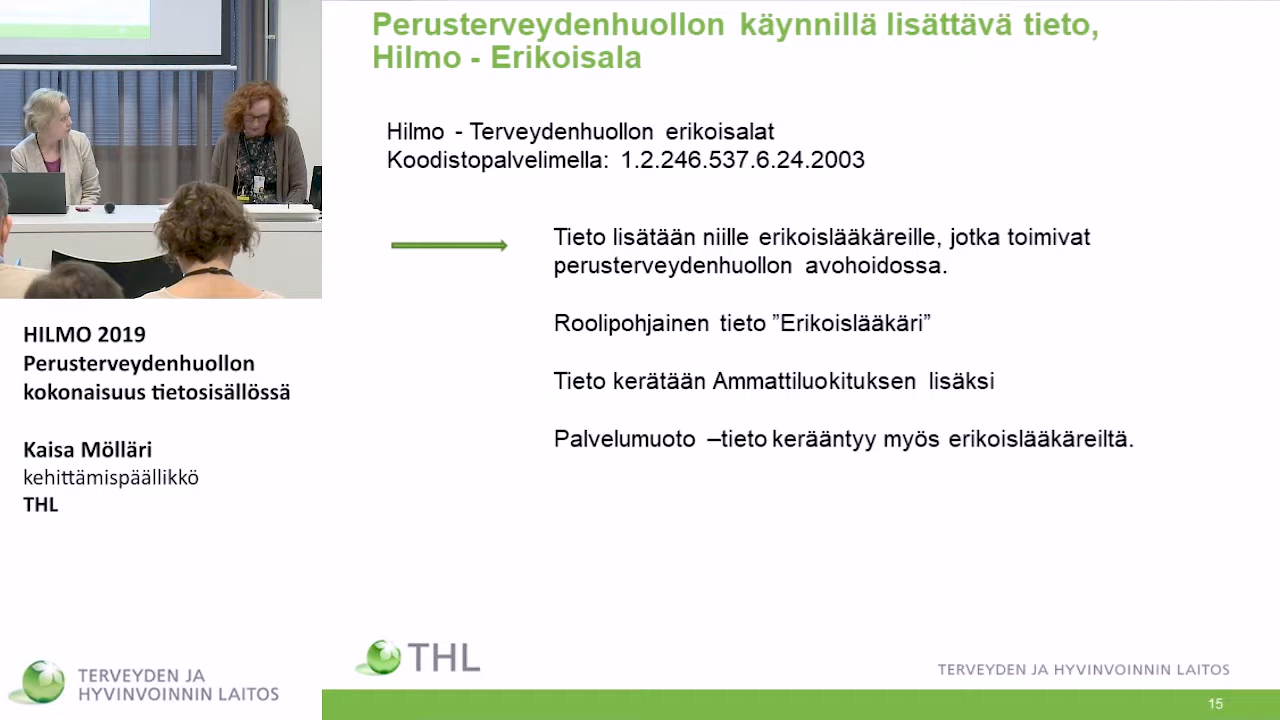 Perusterveydenhuollon käynnillä lisättävä tieto,
Hilmo - Erikoisala
Hilmo - Terveydenhuollon erikoisalat
Koodistopalvelimella: 1.2.246.537.6.24.2003
Tieto lisätään niille erikoislääkäreille, jotka toimivat
perusterveydenhuollon avohoidossa.
Roolipohjainen tieto ”Erikoislääkäri”
Tieto kerätään Ammattiluokituksen lisäksi
Palvelumuoto –tieto kerääntyy myös erikoislääkäreiltä.
HILMO 2019
Perusterveydenhuollon
kokonaisuus tietosisällössä
Kaisa Mölläri
kehittämispäällikkö
THL
TERVEYDEN JA
HYVINVOINNIN LAITOS
THL
TERVEYDEN JA HYVINVOINNIN LAITOS
15